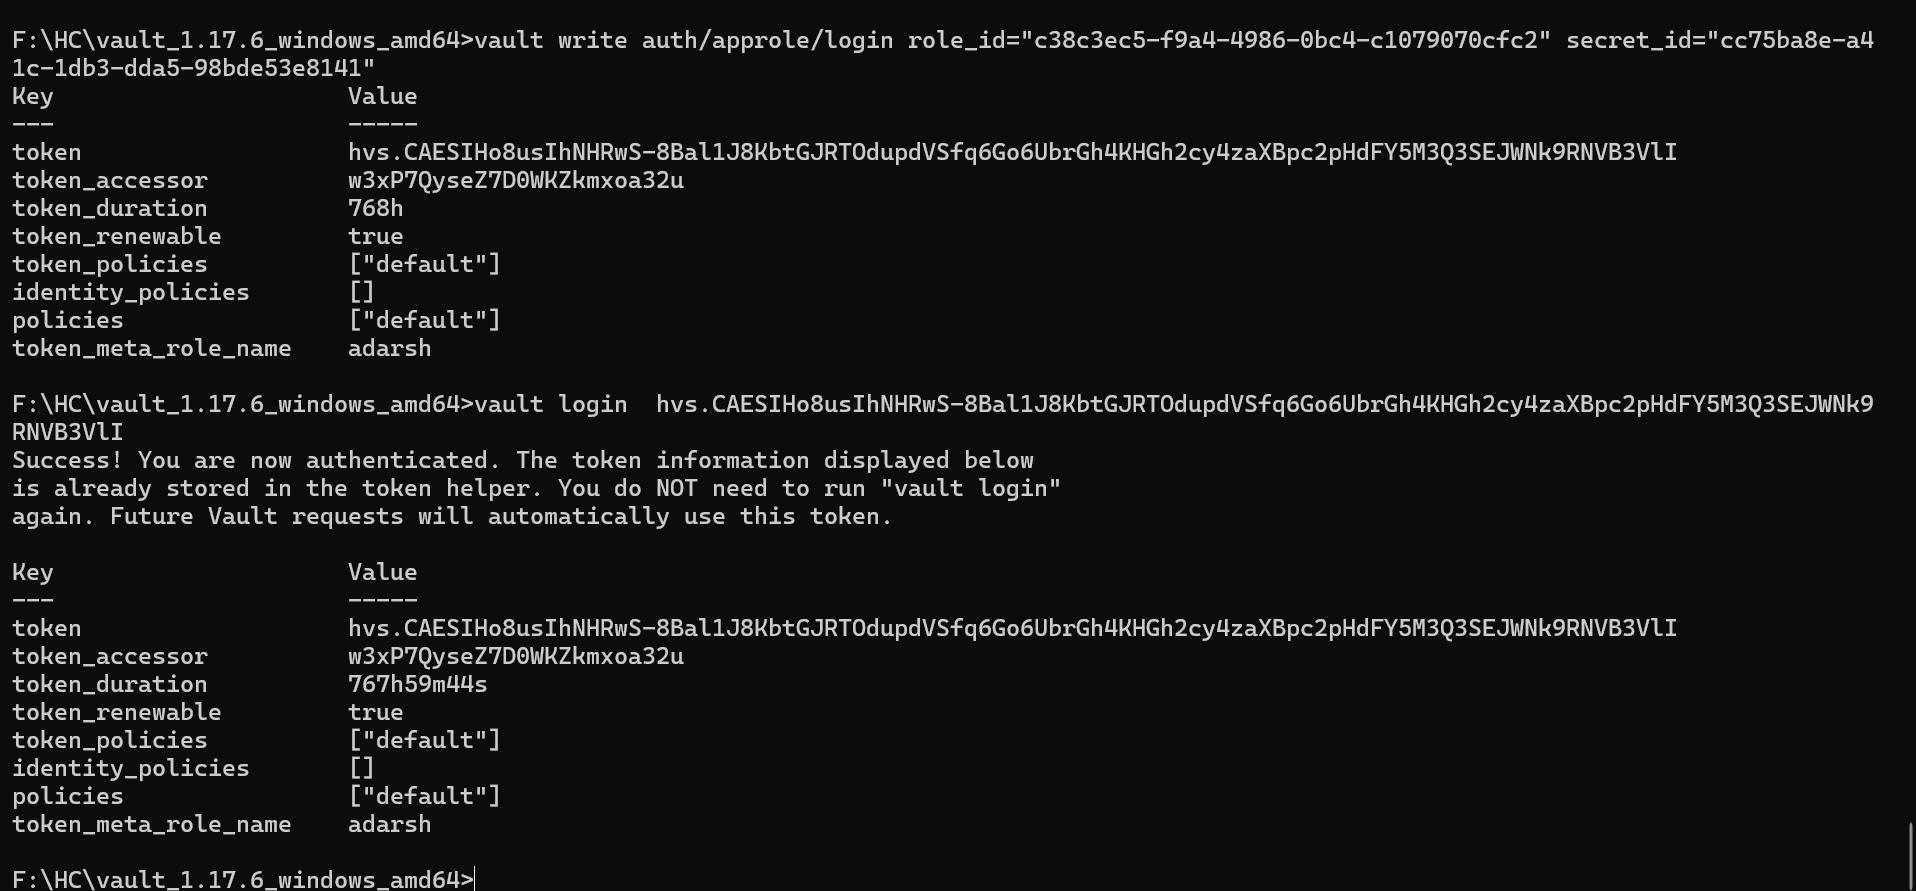 F:\HC\vault_1.17.6_windows_amd64>vault write auth/approle/login role_id="c38c3ec5-f9a4-4986-0bc4-c1079070cfc2" secret_id="cc75ba8e-a4
1c-1db3-dda5-98bde53e8141"
Key                     Value
---                     -----
token                   hvs.CAESIHo8usIhNHRwS-8Bal1J8KbtGJRTOdupdVSfq6Go6UbrGh4KHGh2cy4zaXBpc2pHdFY5M3Q3SEJWNk9RNVB3VlI
token_accessor          w3xP7QyseZ7D0WKZkmxoa32u
token_duration          768h
token_renewable         true
token_policies          ["default"]
identity_policies       []
policies                ["default"]
token_meta_role_name    adarsh
F:\HC\vault_1.17.6_windows_amd64>vault login  hvs.CAESIHo8usIhNHRwS-8Bal1J8KbtGJRTOdupdVSfq6Go6UbrGh4KHGh2cy4zaXBpc2pHdFY5M3Q3SEJWNk9
RNVB3VlI
Success! You are now authenticated. The token information displayed below
is already stored in the token helper. You do NOT need to run "vault login"
again. Future Vault requests will automatically use this token.
Key                     Value
---                     -----
token                   hvs.CAESIHo8usIhNHRwS-8Bal1J8KbtGJRTOdupdVSfq6Go6UbrGh4KHGh2cy4zaXBpc2pHdFY5M3Q3SEJWNk9RNVB3VlI
token_accessor          w3xP7QyseZ7D0WKZkmxoa32u
token_duration          767h59m44s
token_renewable         true
token_policies          ["default"]
identity_policies       []
policies                ["default"]
token_meta_role_name    adarsh
F:\HC\vault_1.17.6_windows_amd64>